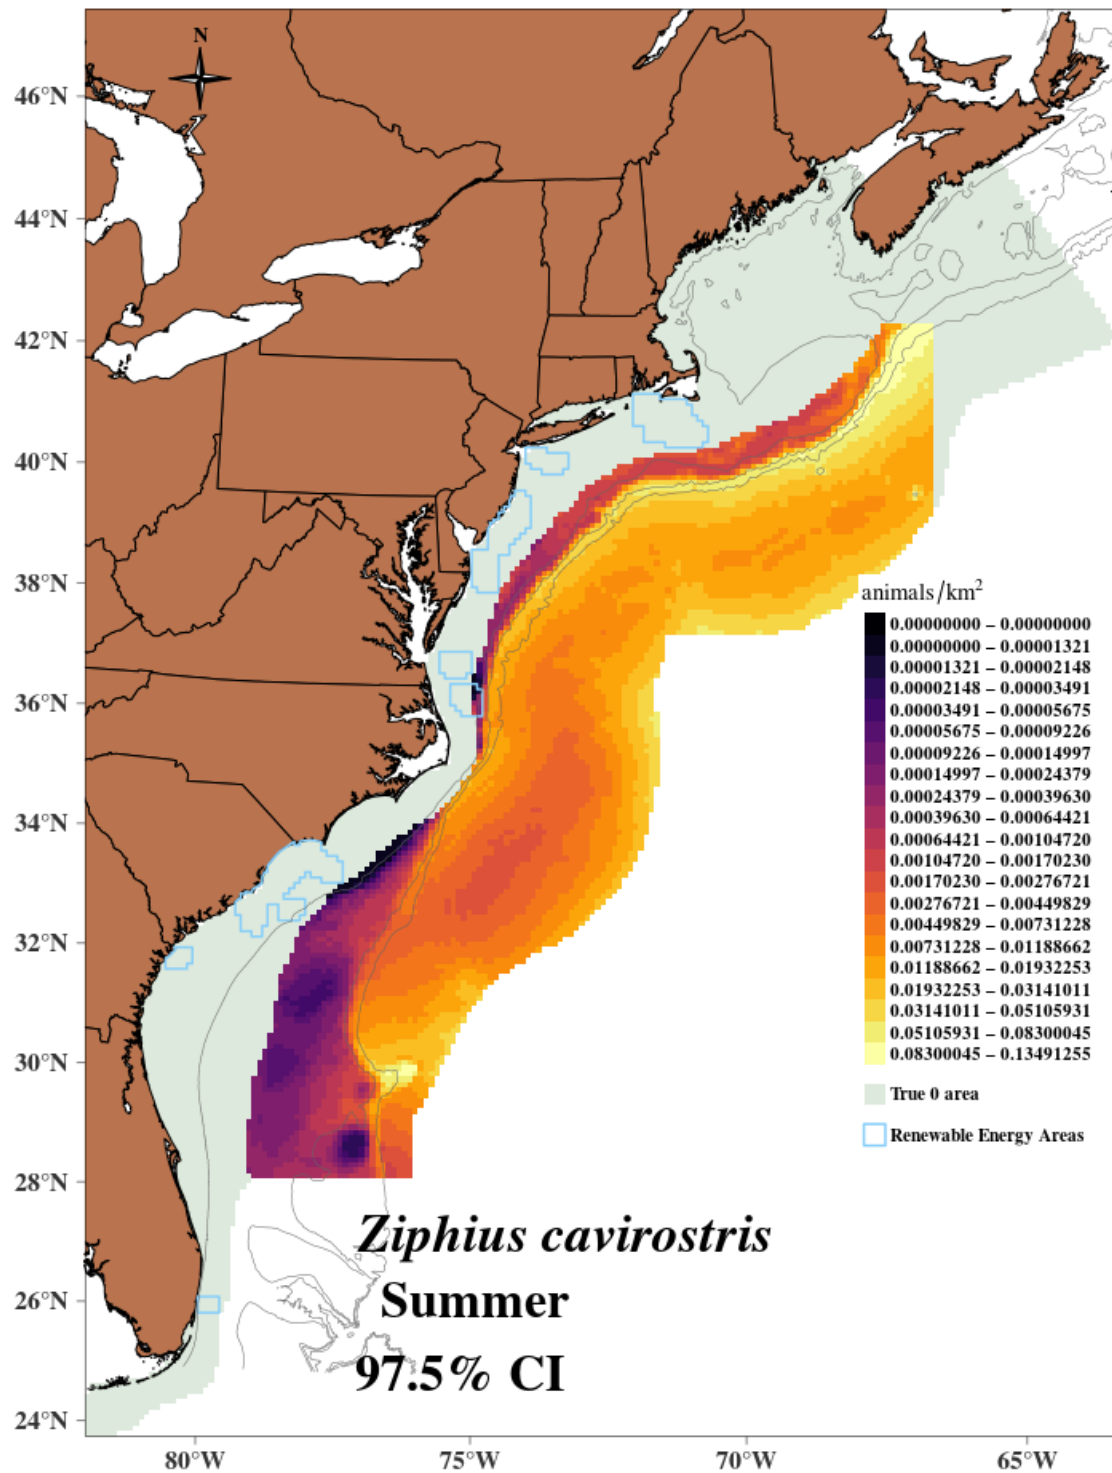 N
46°N
44°N
42°N
40°N
38°N
36°N
34°N
32°N
30°N
28°N
26°N
24°N
animals/km²
0.00000000 – 0.00000000
0.00000000 – 0.00001321
0.00001321 – 0.00002148
0.00002148 – 0.00003491
0.00003491 – 0.00005675
0.00005675 – 0.00009226
0.00009226 – 0.00014997
0.00014997 – 0.00024379
0.00024379 – 0.00039630
0.00039630 – 0.00064421
0.00064421 – 0.00104720
0.00104720 – 0.00170230
0.00170230 – 0.00276721
0.00276721 – 0.00449829
0.00449829 – 0.00731228
0.00731228 – 0.01188662
0.01188662 – 0.01932253
0.01932253 – 0.03141011
0.03141011 – 0.05105931
0.05105931 – 0.08300045
0.08300045 – 0.13491255
True 0 area
Renewable Energy Areas
Ziphius cavirostris
Summer
97.5% CI
80°W
75°W
70°W
65°W